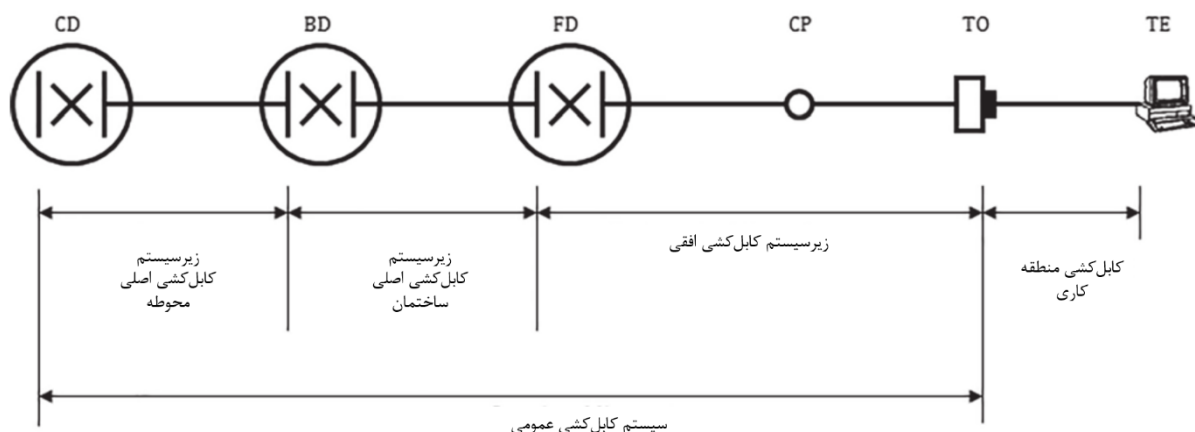 CD BD FD CP TO TE
زیرسیستم
کابل‌کشی اصلی
محوطه
زیرسیستم
کابل‌کشی اصلی
ساختمان
زیرسیستم کابل‌کشی افقی
کابل‌کشی منطقه
کاری
سیستم کابل‌کشی عمومی